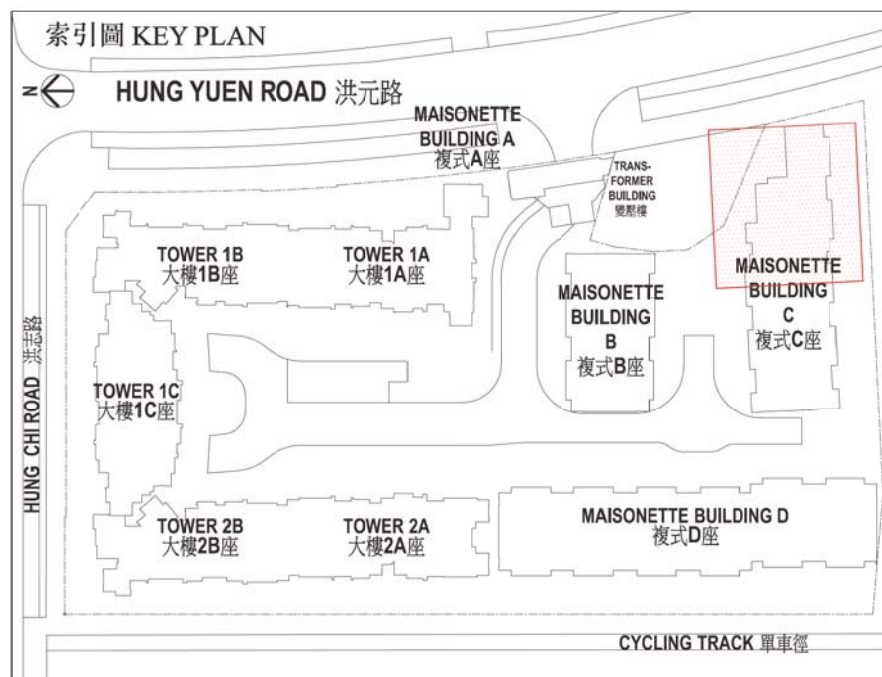 索引圖 KEY PLAN
N
HUNG YUEN ROAD 洪元路
MAISONETTE
BUILDING A
複式A座
TRANS-
FORMER
BUILDING
變壓樓
TOWER 1B
大樓1B座
TOWER 1A
大樓1A座
MAISONETTE
BUILDING
B
複式B座
MAISONETTE
BUILDING
C
複式C座
HUNG CHI ROAD 洪志路
TOWER 1C
大樓1C座
TOWER 2B
大樓2B座
TOWER 2A
大樓2A座
MAISONETTE BUILDING D
複式D座
CYCLING TRACK 單車徑